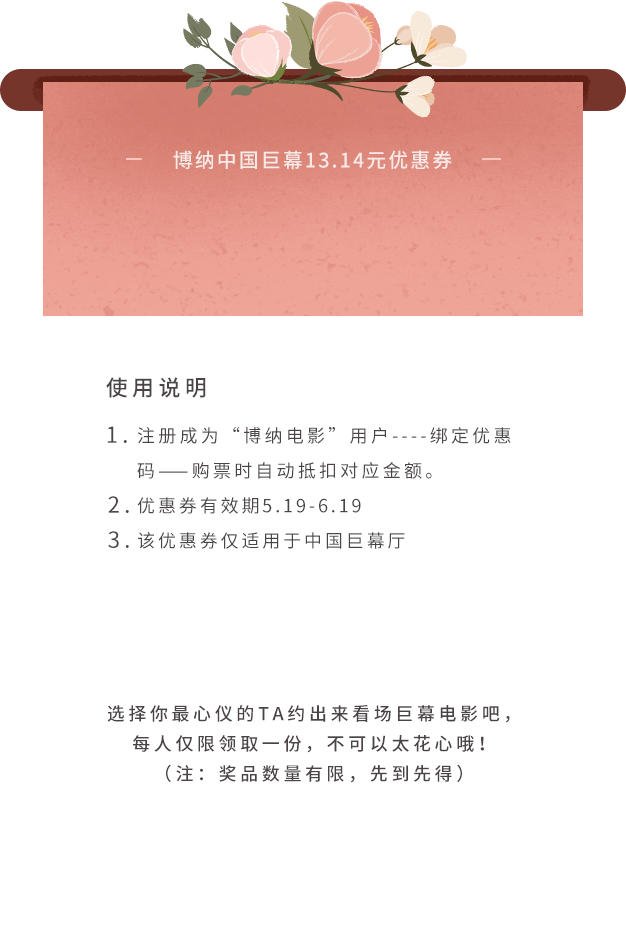 博纳中国巨幕13.14元优惠券
使用说明
1. 注册成为“博纳电影”用户----绑定优惠
码——购票时自动抵扣对应金额。
2. 优惠券有效期5.19-6.19
3. 该优惠券仅适用于中国巨幕厅
选择你最心仪的TA约出来看场巨幕电影吧，
每人仅限领取一份，不可以太花心哦！
（注：奖品数量有限，先到先得）